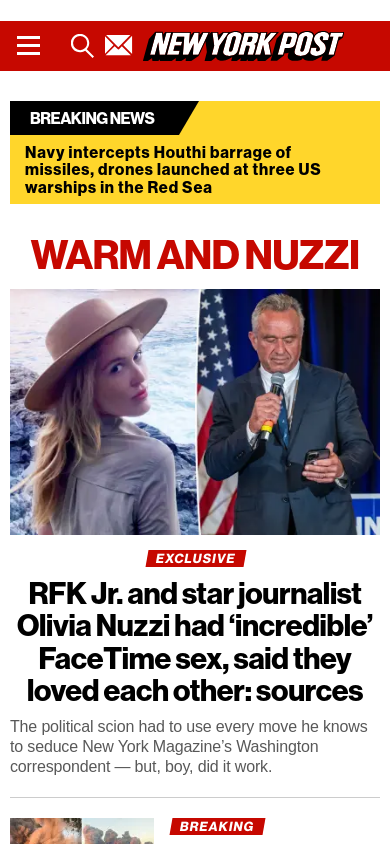 NEW YORK POST
BREAKING NEWS
Navy intercepts Houthi barrage of
missiles, drones launched at three US
warships in the Red Sea
WARM AND NUZZI
IN
EXCLUSIVE
RFK Jr. and star journalist
Olivia Nuzzi had ‘incredible’
FaceTime sex, said they
loved each other: sources
The political scion had to use every move he knows
to seduce New York Magazine’s Washington
correspondent — but, boy, did it work.
BREAKING